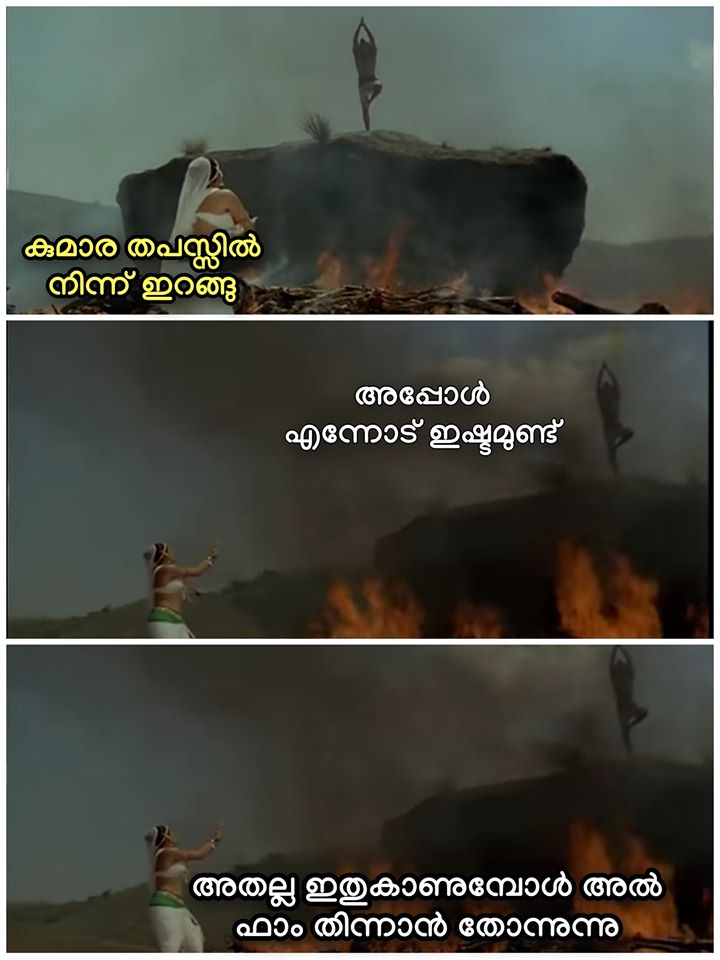 കുമാര തപസ്സിൽ
നിന്ന് ഇറങ്ങു
അപ്പോൾ
എന്നോട് ഇഷ്ടമുണ്ട്
അതല്ല ഇതുകാണുമ്പോൾ അൽ
ഫാം തിന്നാൻ തോന്നുന്നു